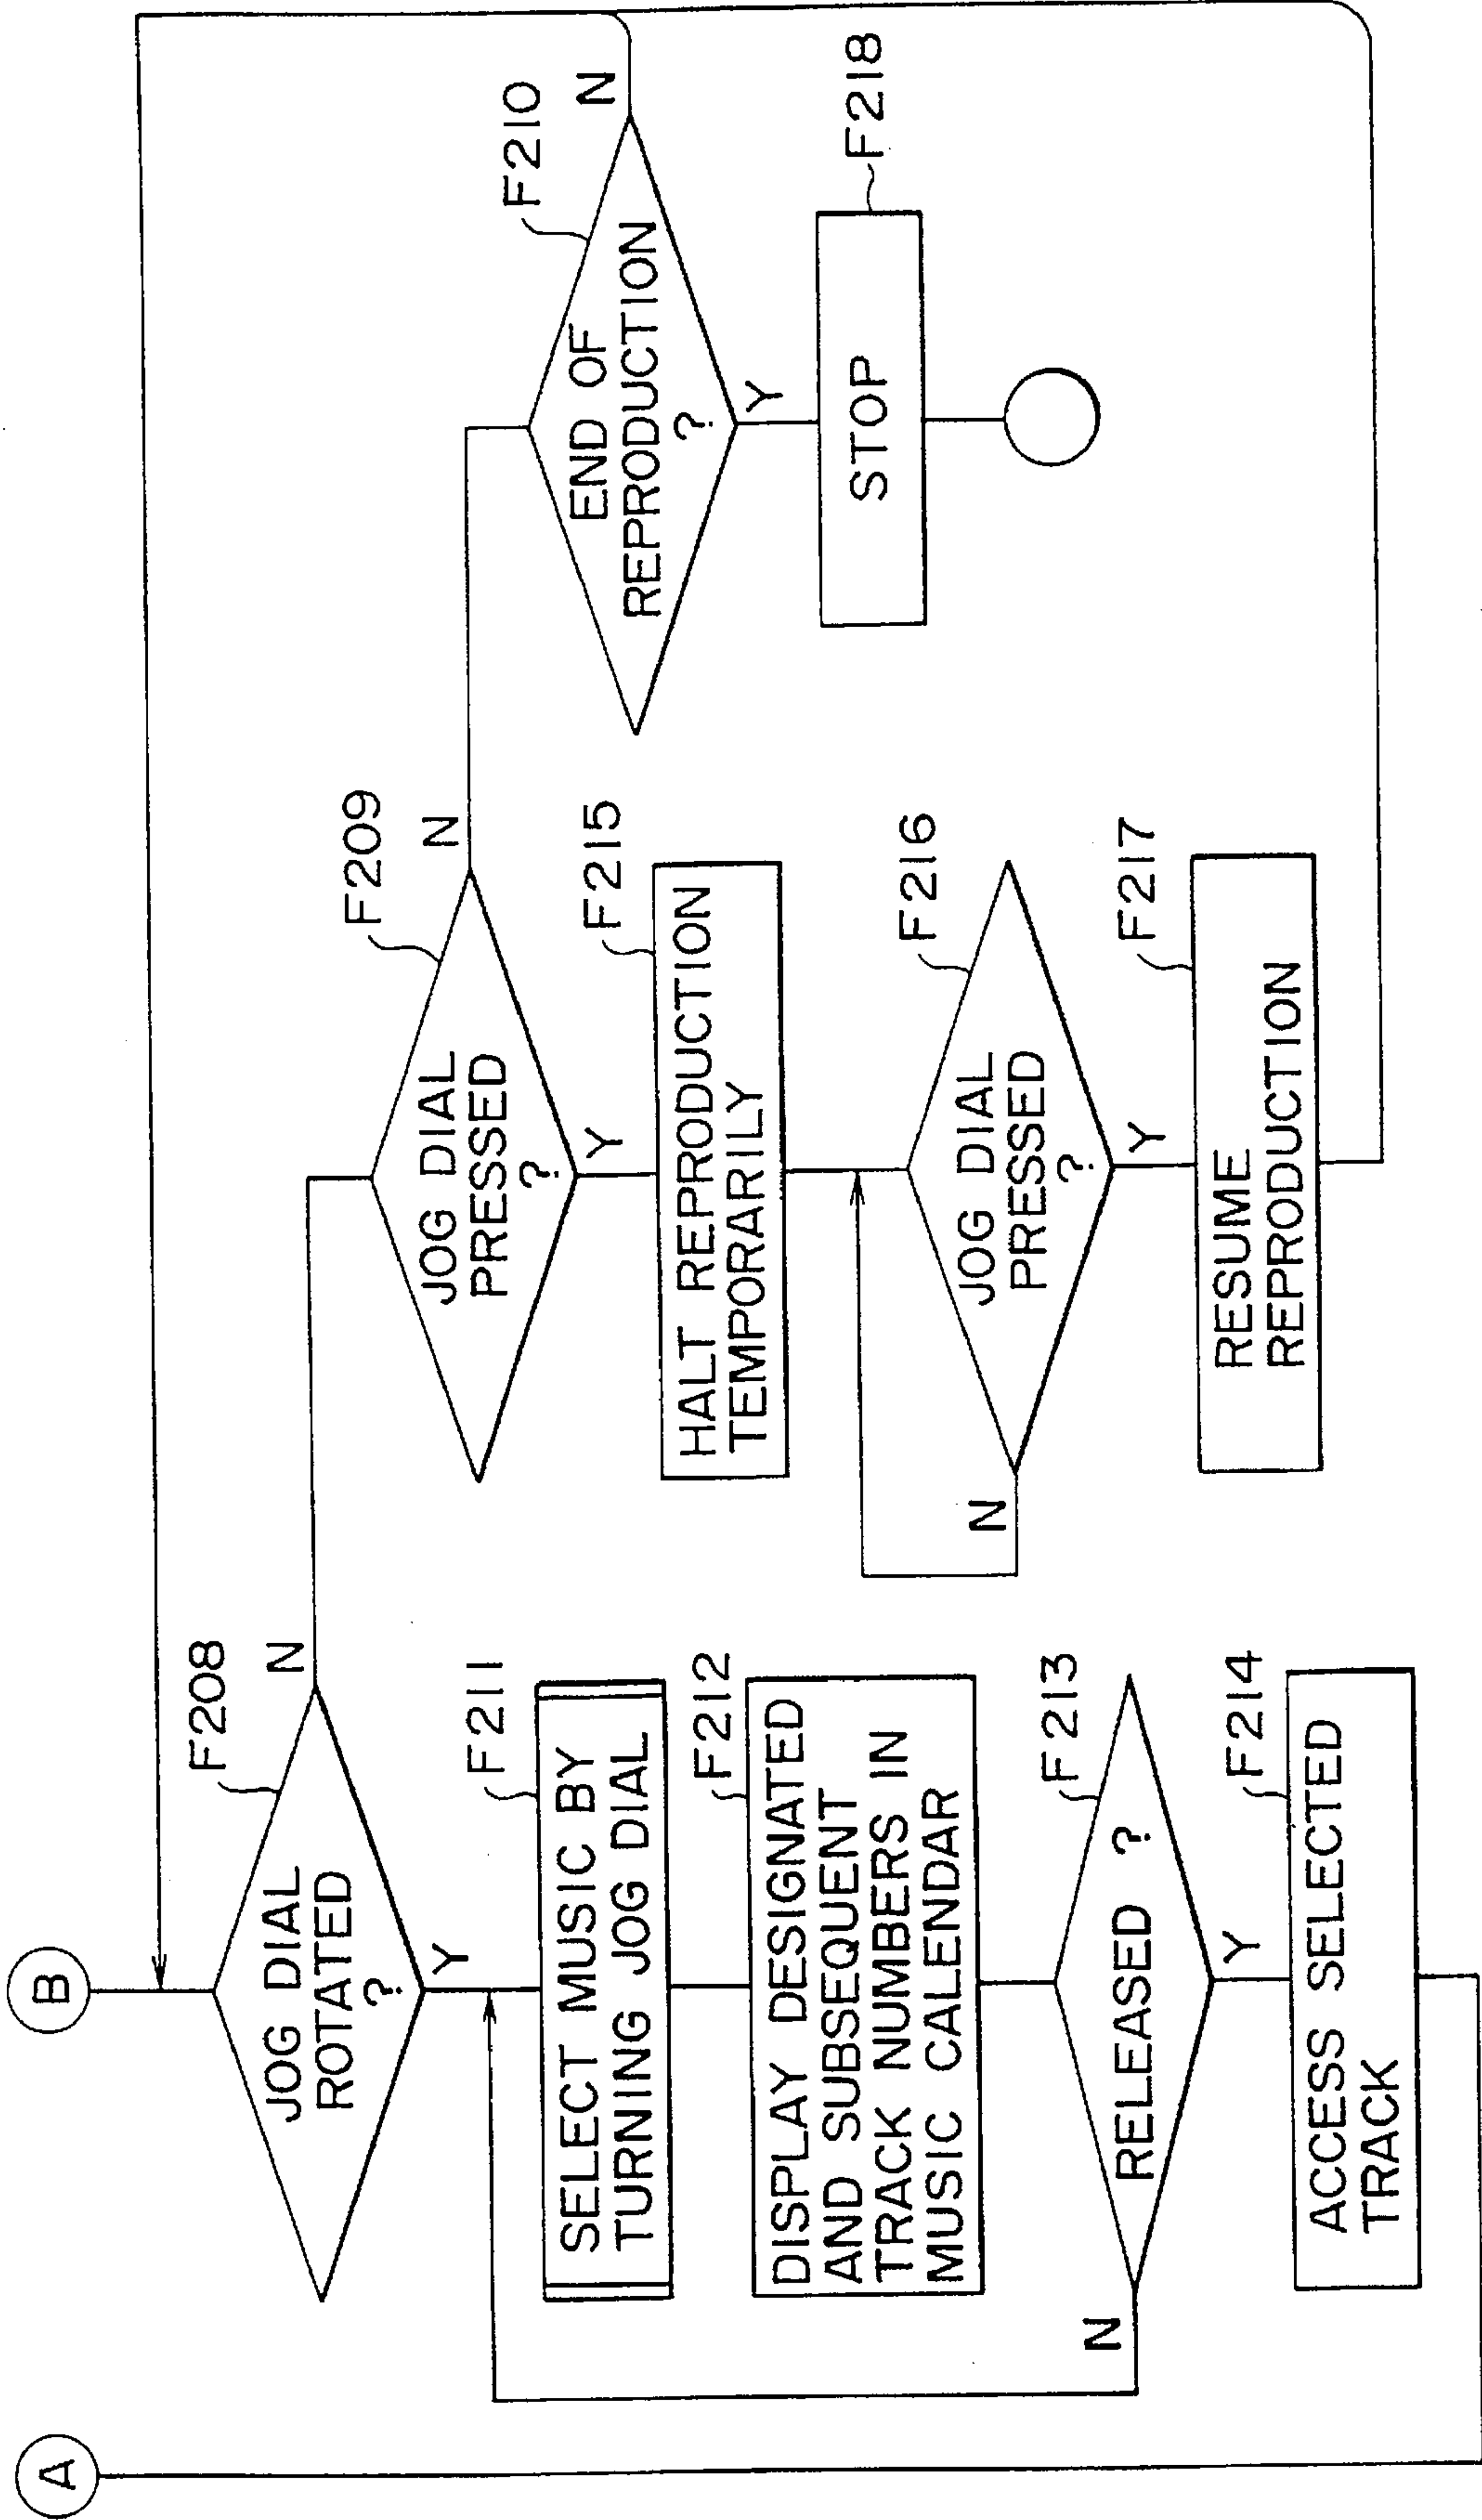 A
B
F208
JOG DIAL
ROTATED
?
N
Y
F211
SELECT MUSIC BY
TURNING JOG DIAL
F212
DISPLAY DESIGNATED
AND SUBSEQUENT
TRACK NUMBERS IN
MUSIC CALENDAR
F213
RELEASED ?
N
Y
F214
ACCESS SELECTED
TRACK
F209
JOG DIAL
PRESSED
?
N
Y
F215
HALT REPRODUCTION
TEMPORARILY
F216
JOG DIAL
PRESSED
?
N
Y
F217
RESUME
REPRODUCTION
F210
END OF
REPRODUCTION
?
N
Y
F218
STOP